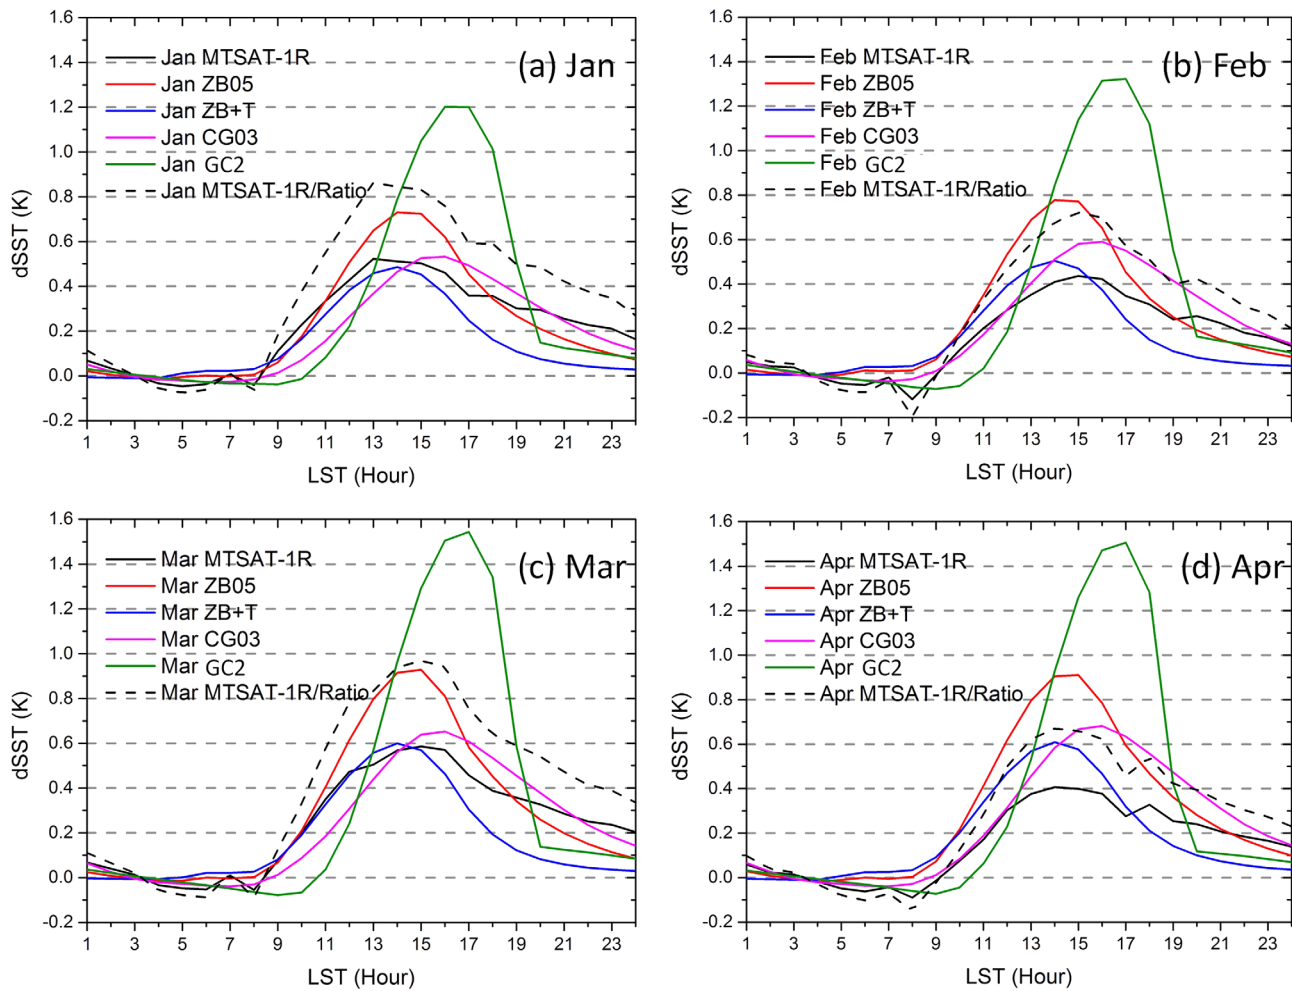 1.6
1.4
1.2
1.0
0.8
0.6
0.4
0.2
0.0
-0.2
dSST (K)
Jan MTSAT-1R
Jan ZB05
Jan ZB+T
Jan CG03
Jan GC2
Jan MTSAT-1R/Ratio
(a) Jan
1 3 5 7 9 11 13 15 17 19 21 23
LST (Hour)
1.6
1.4
1.2
1.0
0.8
0.6
0.4
0.2
0.0
-0.2
dSST (K)
Feb MTSAT-1R
Feb ZB05
Feb ZB+T
Feb CG03
Feb GC2
Feb MTSAT-1R/Ratio
(b) Feb
1 3 5 7 9 11 13 15 17 19 21 23
LST (Hour)
1.6
1.4
1.2
1.0
0.8
0.6
0.4
0.2
0.0
-0.2
dSST (K)
Mar MTSAT-1R
Mar ZB05
Mar ZB+T
Mar CG03
Mar GC2
Mar MTSAT-1R/Ratio
(c) Mar
1 3 5 7 9 11 13 15 17 19 21 23
LST (Hour)
1.6
1.4
1.2
1.0
0.8
0.6
0.4
0.2
0.0
-0.2
dSST (K)
Apr MTSAT-1R
Apr ZB05
Apr ZB+T
Apr CG03
Apr GC2
Apr MTSAT-1R/Ratio
(d) Apr
1 3 5 7 9 11 13 15 17 19 21 23
LST (Hour)